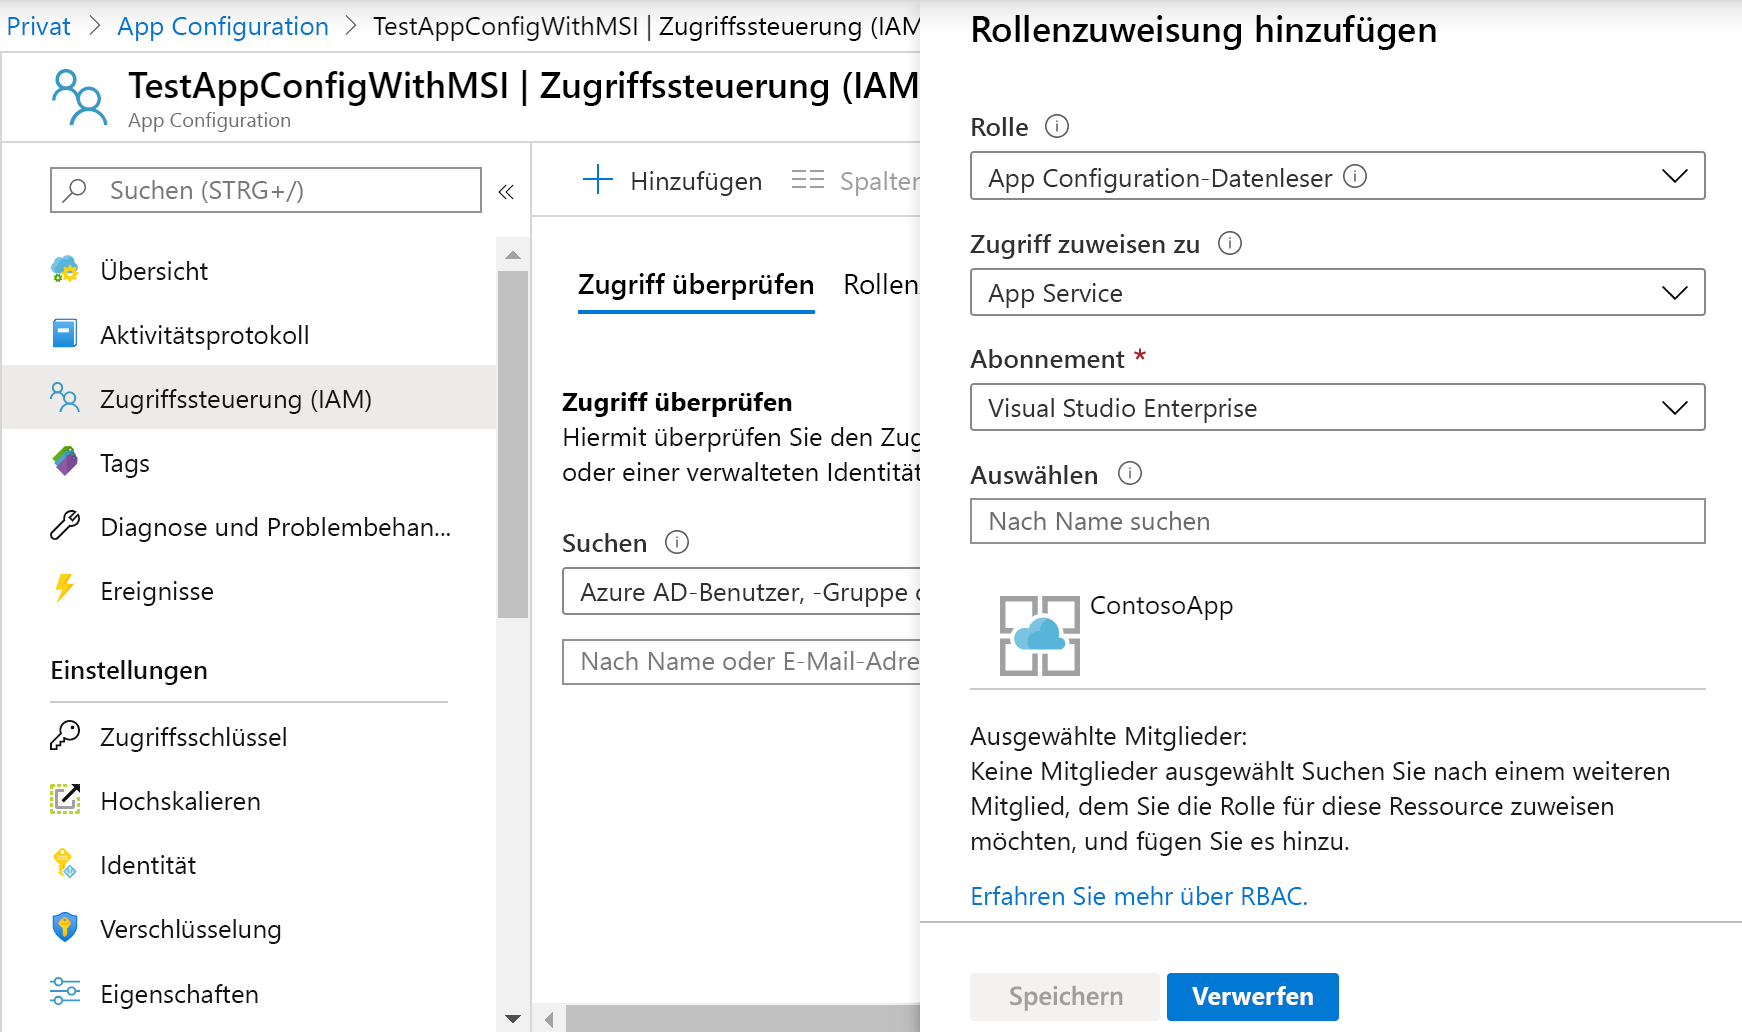 Privat > App Configuration > TestAppConfigWithMSI | Zugriffssteuerung (IAM
TestAppConfigWithMSI | Zugriffssteuerung (IAM
App Configuration
Suchen (STRG+/)
«
Übersicht
Aktivitätsprotokoll
Zugriffssteuerung (IAM)
Tags
Diagnose und Problembehan...
Ereignisse
Einstellungen
Zugriffsschlüssel
Hochskalieren
Identität
Verschlüsselung
Eigenschaften
Hinzufügen Spalten
Zugriff überprüfen Rollen
Zugriff überprüfen
Hiermit überprüfen Sie den Zug
oder einer verwalteten Identität
Suchen
Azure AD-Benutzer, -Gruppe
Nach Name oder E-Mail-Adre
Rollenzuweisung hinzufügen
Rolle
App Configuration-Datenleser
Zugriff zuweisen zu
App Service
Abonnement *
Visual Studio Enterprise
Auswählen
Nach Name suchen
ContosoApp
Ausgewählte Mitglieder:
Keine Mitglieder ausgewählt Suchen Sie nach einem weiteren
Mitglied, dem Sie die Rolle für diese Ressource zuweisen
möchten, und fügen Sie es hinzu.
Erfahren Sie mehr über RBAC.
Speichern
Verwerfen